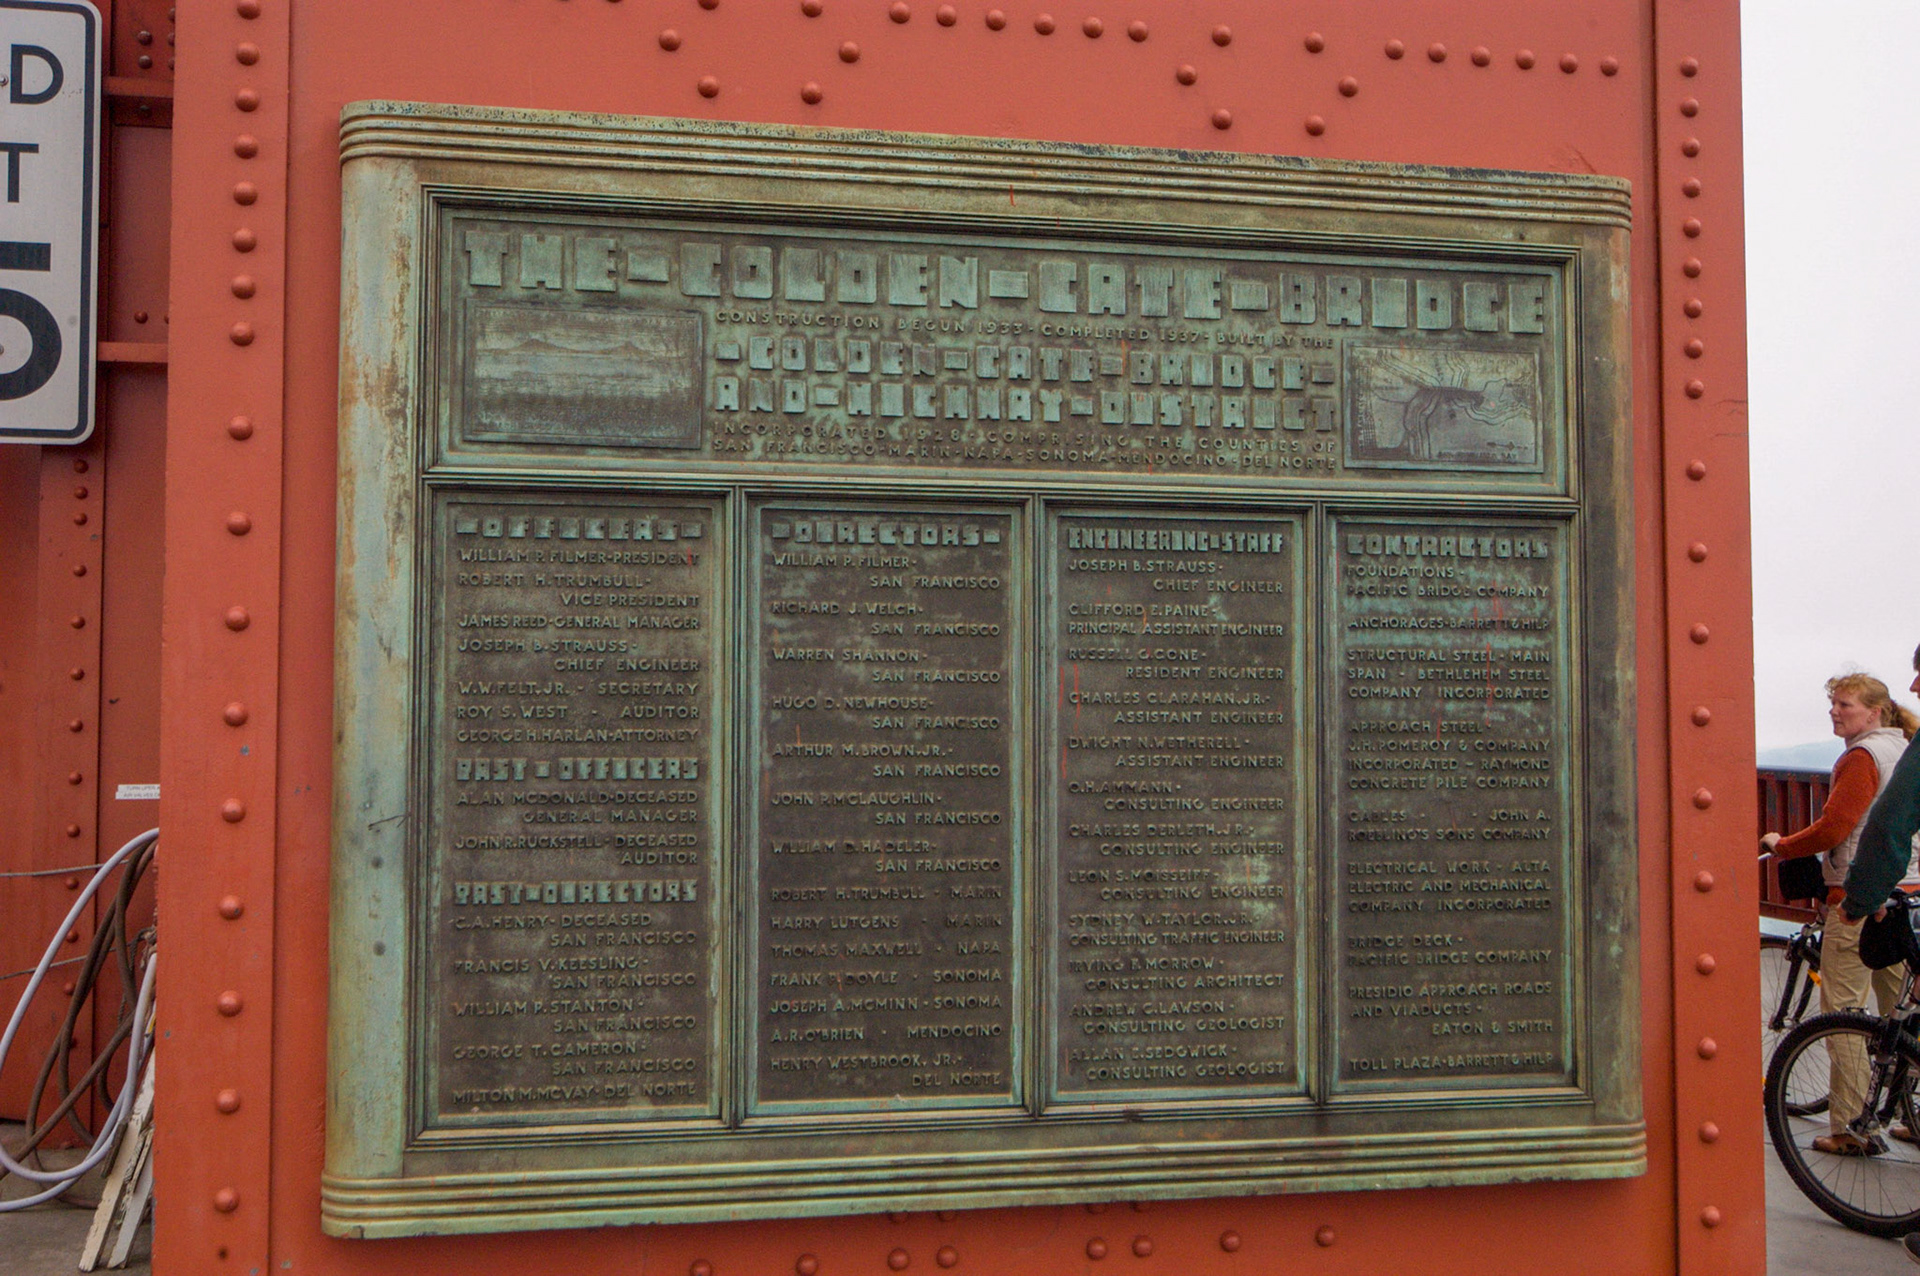 D
T
5
THE-GOLDEN-GATE-BRIDGE
CONSTRUCTION BEGUN 1933 · COMPLETED 1937 · BUILT BY THE
-GOLDEN-GATE-BRIDGE-
AND-HIGHWAY-DISTRICT
INCORPORATED 1928 · COMPRISING THE COUNTIES OF
SAN FRANCISCO·MARIN·NAPA·SONOMA·MENDOCINO·DEL NORTE
-OFFICERS-
WILLIAM P. FILMER-PRESIDENT
ROBERT H. TRUMBULL-
VICE PRESIDENT
JAMES REED-GENERAL MANAGER
JOSEPH B. STRAUSS-
CHIEF ENGINEER
W.W. FELT, JR. - SECRETARY
ROY S. WEST - AUDITOR
GEORGE H. HARLAN-ATTORNEY
PAST-OFFICERS
ALAN MCDONALD-DECEASED
GENERAL MANAGER
JOHN R. RUCKSTELL-DECEASED
AUDITOR
PAST-DIRECTORS
C.A. HENRY-DECEASED
SAN FRANCISCO
FRANCIS V. KEESLING-
SAN FRANCISCO
WILLIAM P. STANTON-
SAN FRANCISCO
GEORGE T. CAMERON-
SAN FRANCISCO
MILTON M. MCVAY-DEL NORTE
-DIRECTORS-
WILLIAM P. FILMER-
SAN FRANCISCO
RICHARD J. WELCH-
SAN FRANCISCO
WARREN SHANNON-
SAN FRANCISCO
HUGO D. NEWHOUSE-
SAN FRANCISCO
ARTHUR M. BROWN, JR.-
SAN FRANCISCO
JOHN P. MCLAUGHLIN-
SAN FRANCISCO
WILLIAM D. HADELER-
SAN FRANCISCO
ROBERT H. TRUMBULL - MARIN
HARRY LUTGENS - MARIN
THOMAS MAXWELL - NAPA
FRANK P. DOYLE - SONOMA
JOSEPH A. MCMINN-SONOMA
A.R. O'BRIEN - MENDOCINO
HENRY WESTBROOK, JR.-
DEL NORTE
ENGINEERING-STAFF
JOSEPH B. STRAUSS-
CHIEF ENGINEER
CLIFFORD E. PAINE-
PRINCIPAL ASSISTANT ENGINEER
RUSSELL G. CONE-
RESIDENT ENGINEER
CHARLES CLARAHAN, JR.-
ASSISTANT ENGINEER
DWIGHT N. WETHERELL-
ASSISTANT ENGINEER
O.H. AMMANN-
CONSULTING ENGINEER
CHARLES DERLETH, JR.-
CONSULTING ENGINEER
LEON S. MOISSEIFF-
CONSULTING ENGINEER
SYDNEY W. TAYLOR, JR.-
CONSULTING TRAFFIC ENGINEER
IRVING F. MORROW-
CONSULTING ARCHITECT
ANDREW C. LAWSON-
CONSULTING GEOLOGIST
ALLAN E. SEDGWICK-
CONSULTING GEOLOGIST
CONTRACTORS
FOUNDATIONS-
PACIFIC BRIDGE COMPANY
ANCHORAGES-BARRETT & HILP
STRUCTURAL STEEL - MAIN
SPAN - BETHLEHEM STEEL
COMPANY INCORPORATED
APPROACH STEEL-
J.H. POMEROY & COMPANY
INCORPORATED - RAYMOND
CONCRETE PILE COMPANY
CABLES - JOHN A.
ROEBLING'S SONS COMPANY
ELECTRICAL WORK - ALTA
ELECTRIC AND MECHANICAL
COMPANY INCORPORATED
BRIDGE DECK-
PACIFIC BRIDGE COMPANY
PRESIDIO APPROACH ROADS
AND VIADUCTS-
EATON & SMITH
TOLL PLAZA-BARRETT & HILP